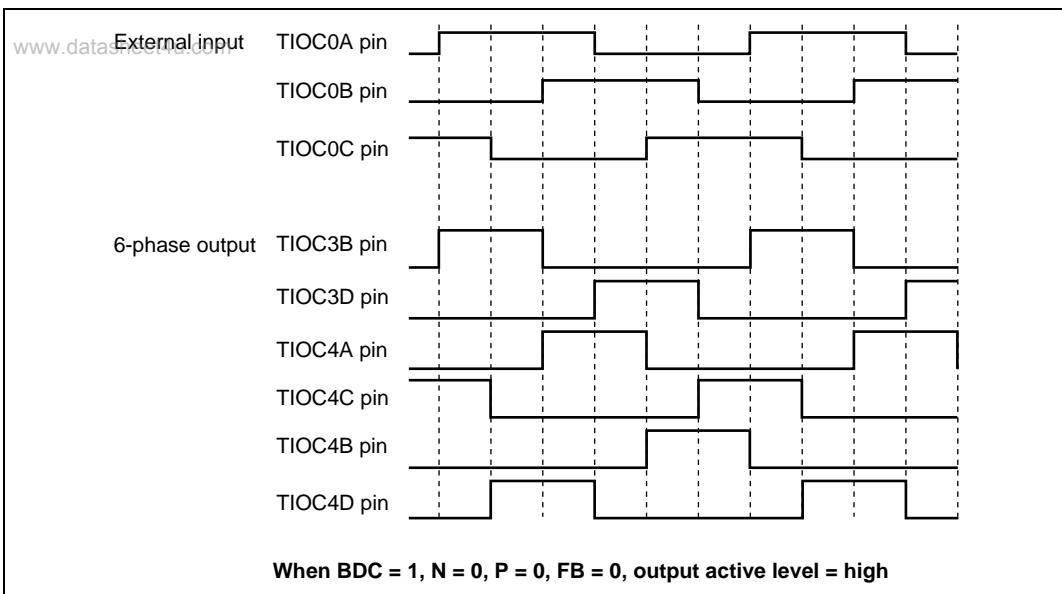 www.datasheet4u.com
External input TIOC0A pin
TIOC0B pin
TIOC0C pin
6-phase output TIOC3B pin
TIOC3D pin
TIOC4A pin
TIOC4C pin
TIOC4B pin
TIOC4D pin
When BDC = 1, N = 0, P = 0, FB = 0, output active level = high